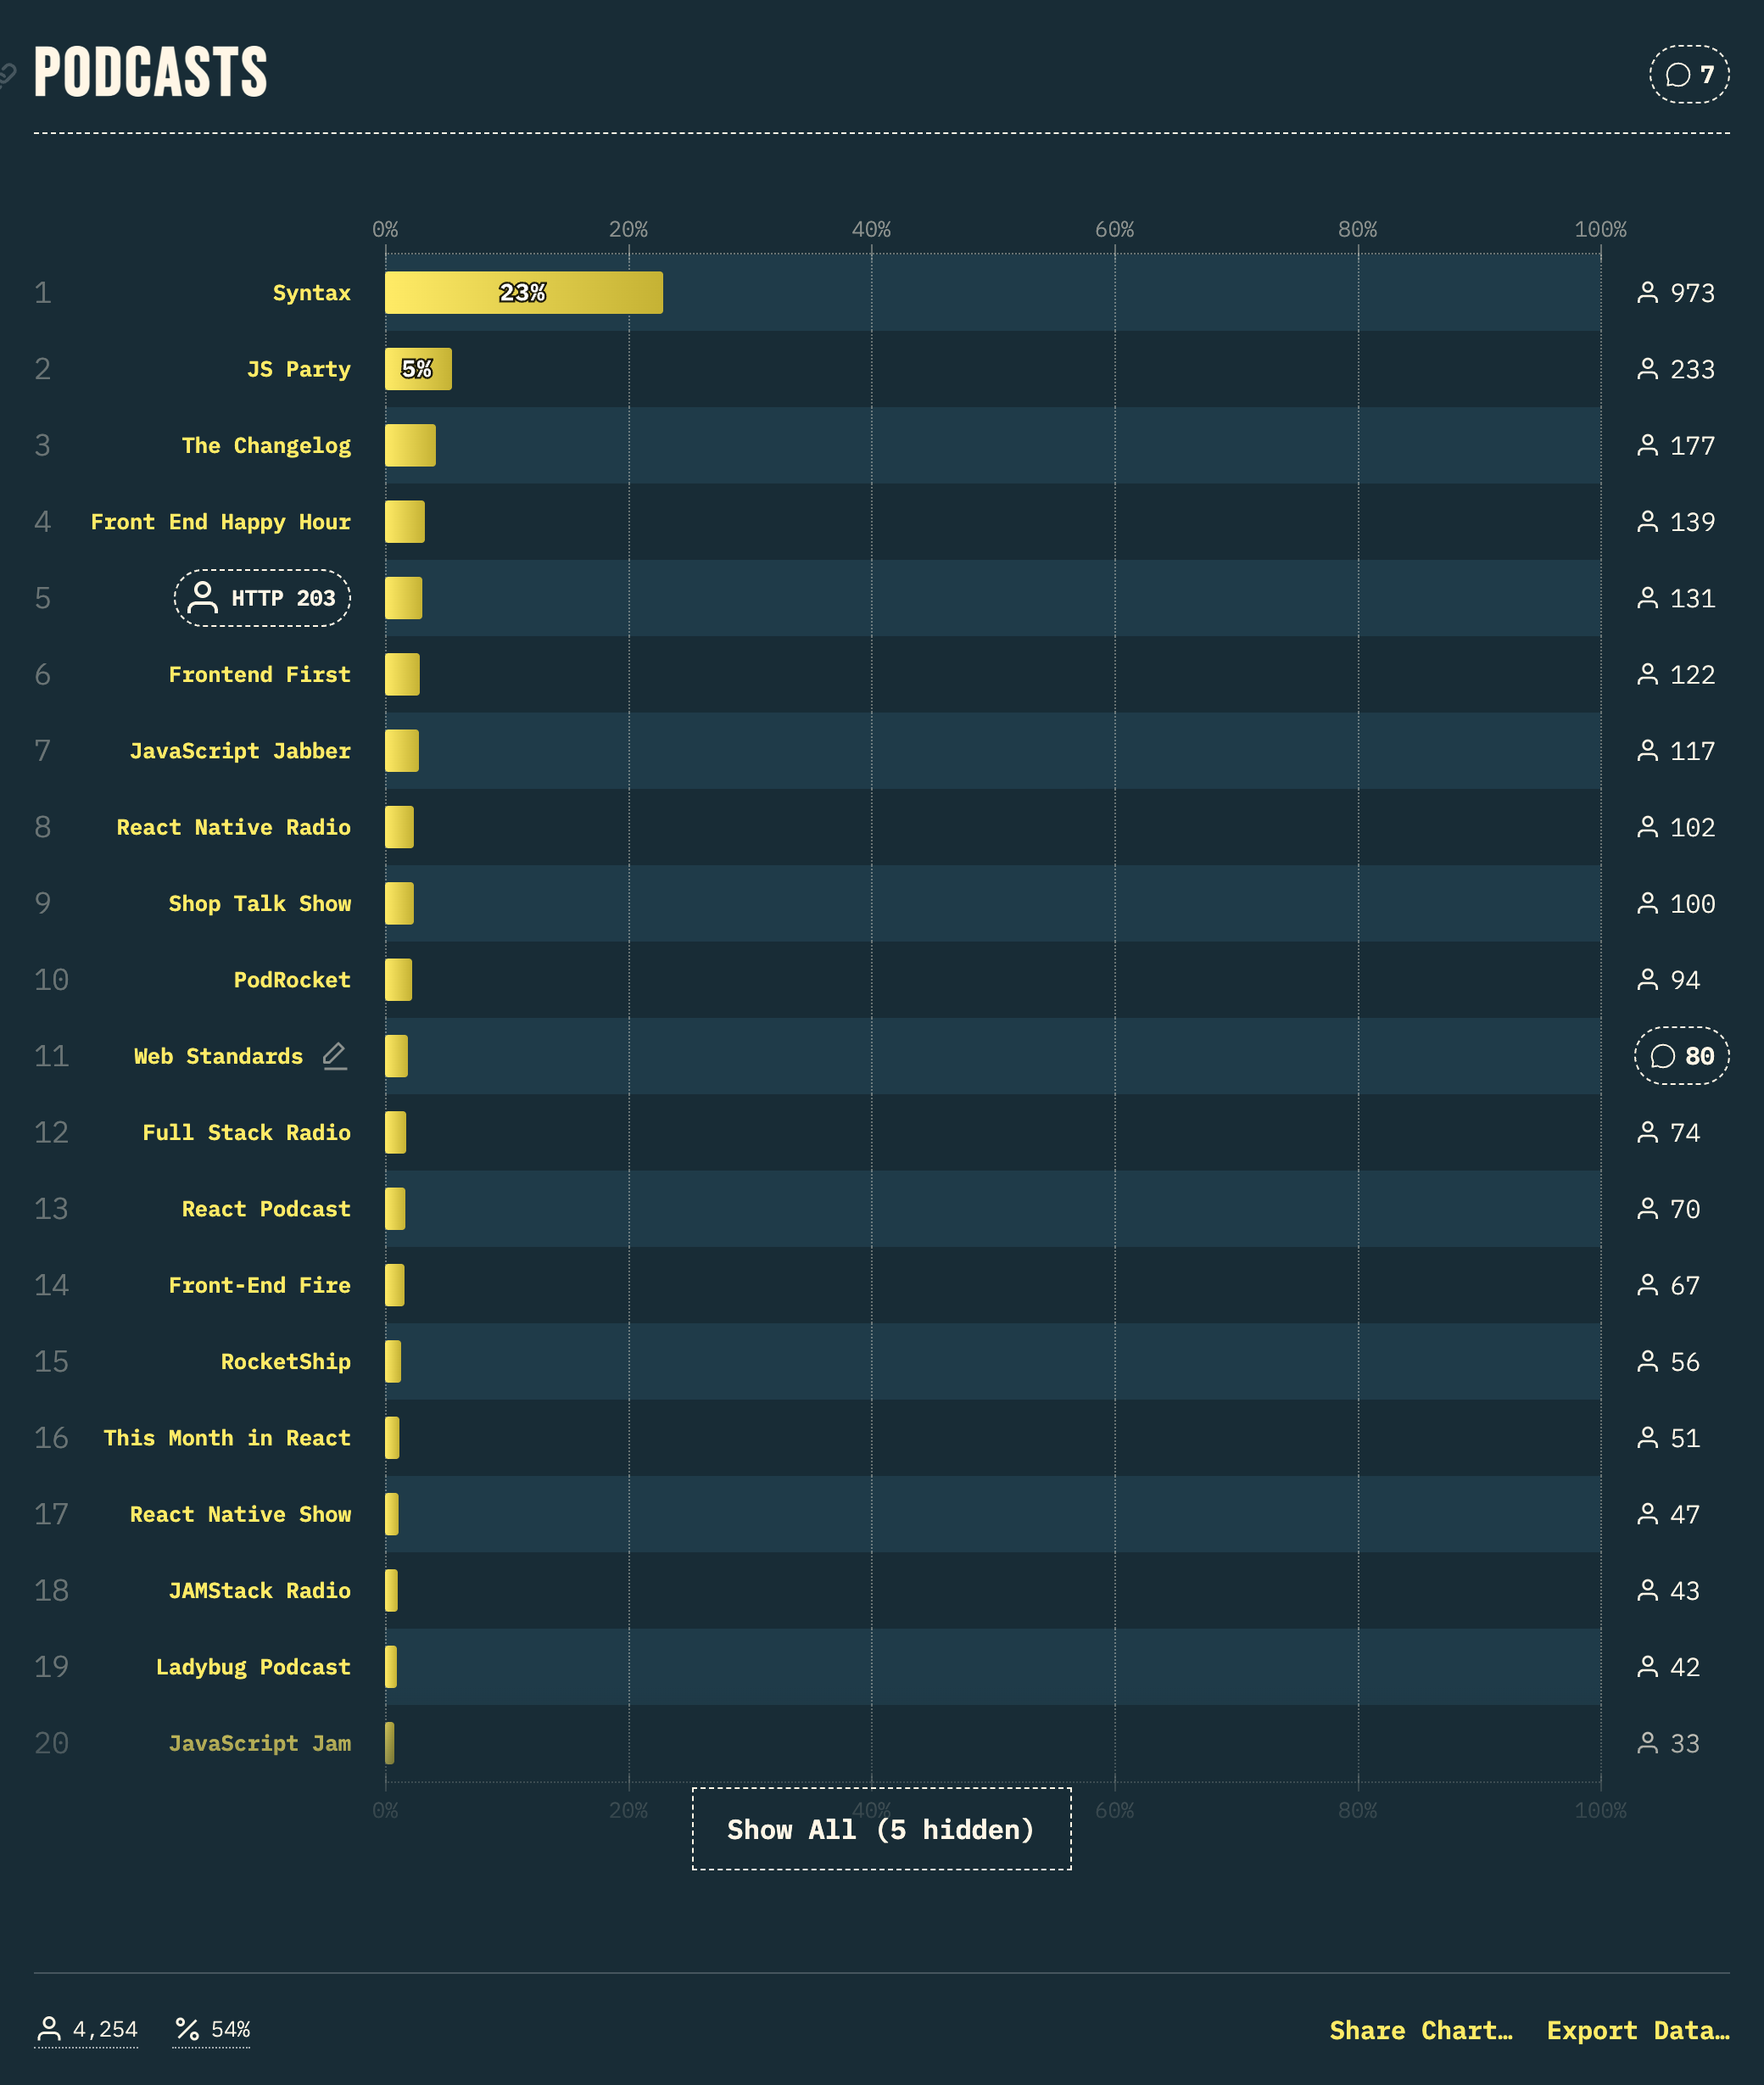 PODCASTS
7
0% 20% 40% 60% 80% 100%
1 Syntax 23% 973
2 JS Party 5% 233
3 The Changelog 177
4 Front End Happy Hour 139
5 HTTP 203 131
6 Frontend First 122
7 JavaScript Jabber 117
8 React Native Radio 102
9 Shop Talk Show 100
10 PodRocket 94
11 Web Standards 80
12 Full Stack Radio 74
13 React Podcast 70
14 Front-End Fire 67
15 RocketShip 56
16 This Month in React 51
17 React Native Show 47
18 JAMStack Radio 43
19 Ladybug Podcast 42
20 JavaScript Jam 33
0% 20% 40% 60% 80% 100%
Show All (5 hidden)
4,254 54% Share Chart… Export Data…